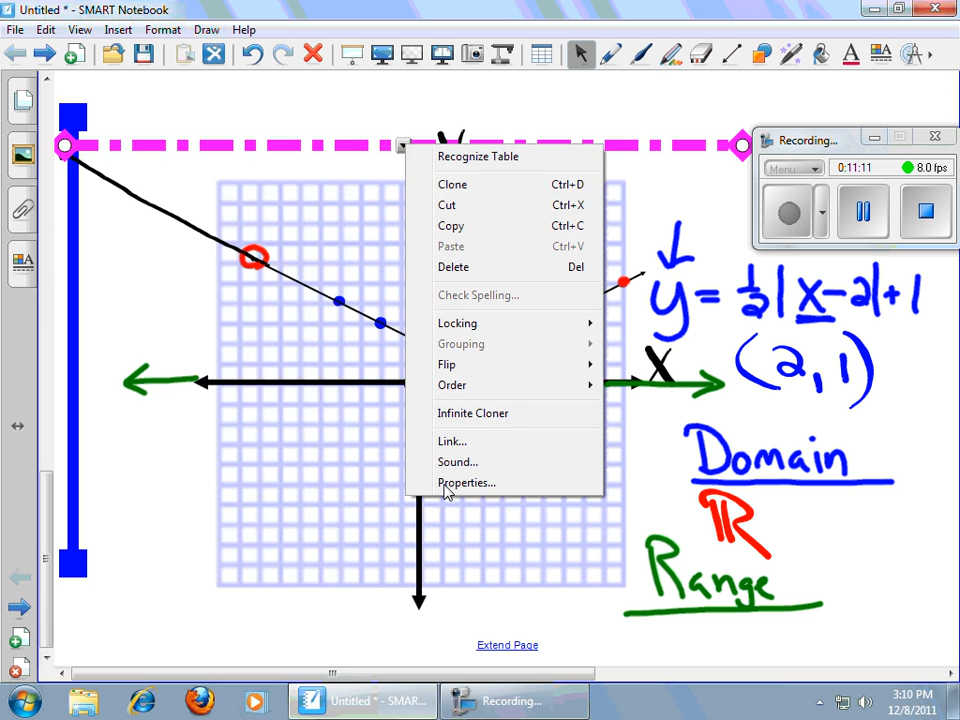 Untitled * - SMART Notebook
File Edit View Insert Format Draw Help
y
Recording...
Menu 0:11:11 8.0 fps
Recognize Table
Clone Ctrl+D
Cut Ctrl+X
Copy Ctrl+C
Paste Ctrl+V
Delete Del
Check Spelling...
Locking
Grouping
Flip
Order
Infinite Cloner
Link...
Sound...
Properties...
y = ½|x-2|+1
X
(2,1)
Domain
ℝ
Range
Extend Page
Untitled * - SMAR... Recording...
3:10 PM
12/8/2011